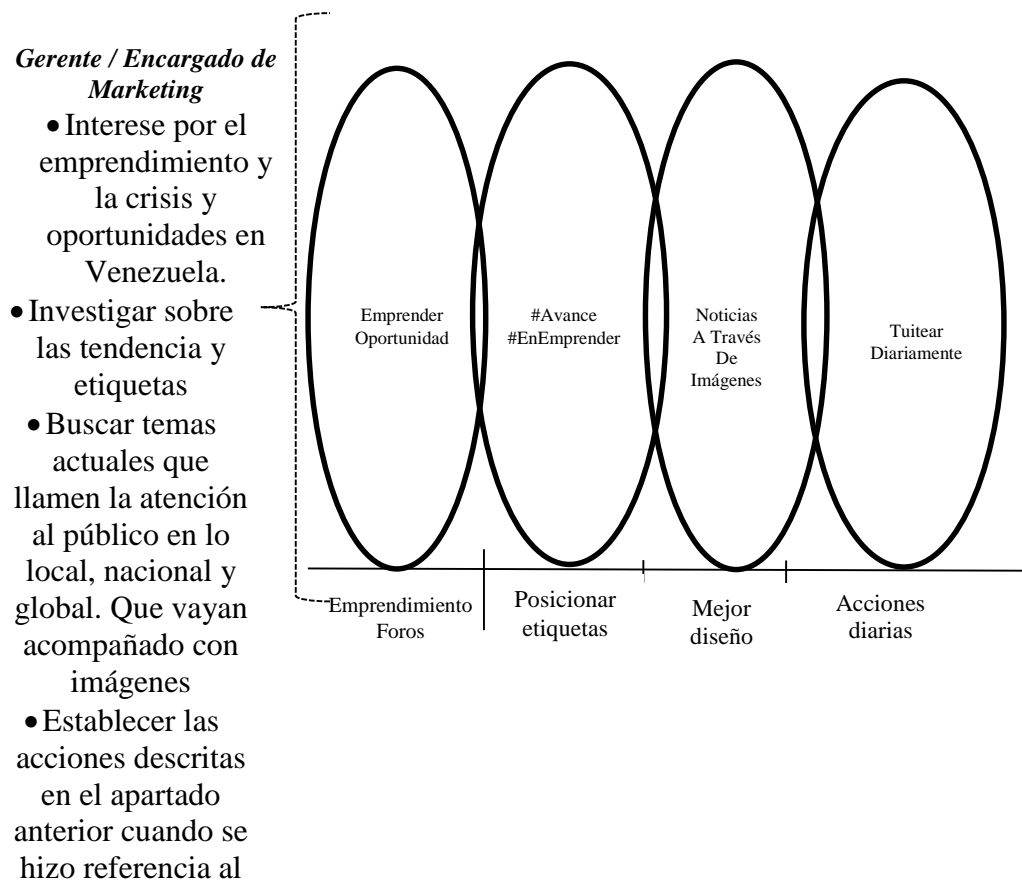 Gerente / Encargado de
Marketing
• Interese por el
emprendimiento y
la crisis y
oportunidades en
Venezuela.
• Investigar sobre
las tendencia y
etiquetas
• Buscar temas
actuales que
llamen la atención
al público en lo
local, nacional y
global. Que vayan
acompañado con
imágenes
• Establecer las
acciones descritas
en el apartado
anterior cuando se
hizo referencia al
Emprender
Oportunidad
#Avance
#EnEmprender
Noticias
A Través
De
Imágenes
Tuitear
Diariamente
Emprendimiento
Foros
Posicionar
etiquetas
Mejor
diseño
Acciones
diarias